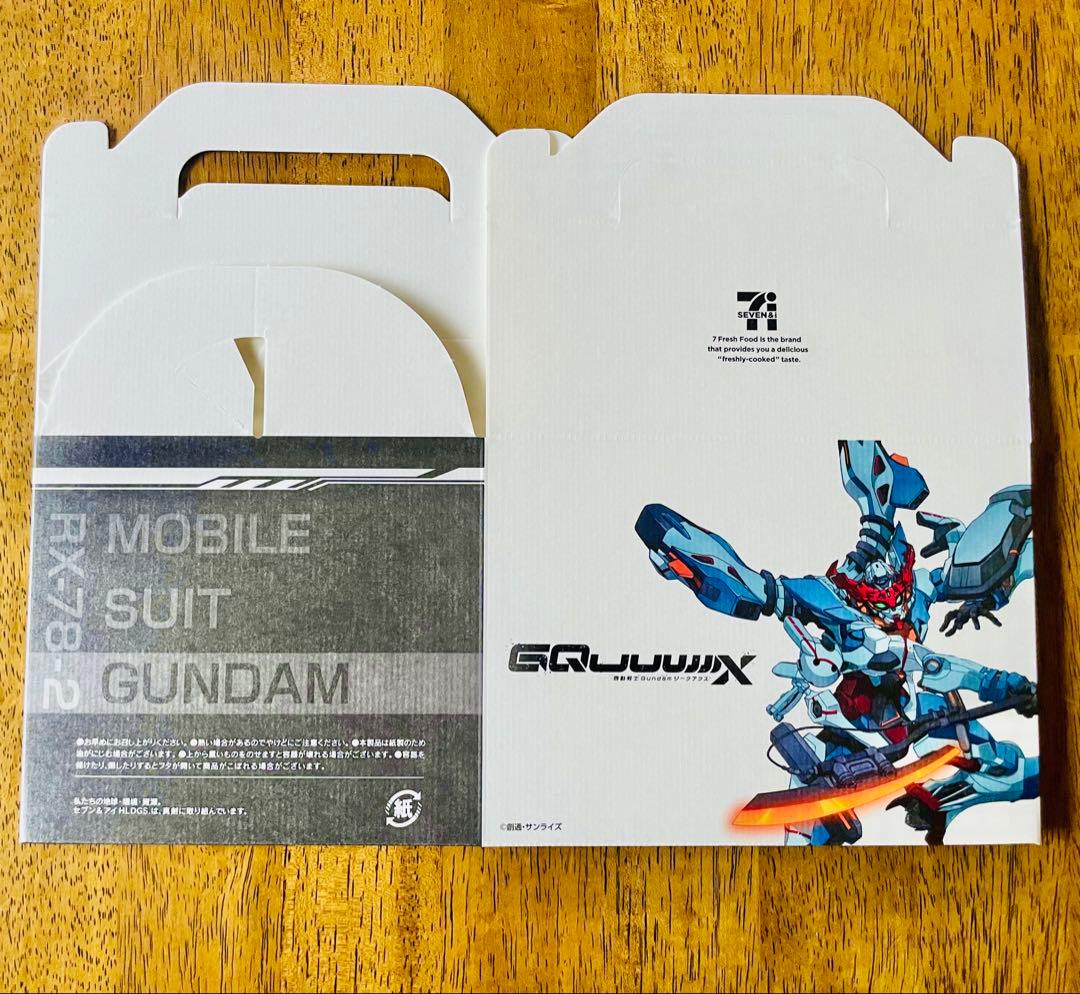 RX-78-2
MOBILE
SUIT
GUNDAM
●お早めにお召し上がりください。●熱い場合があるのでやけどにご注意ください。●本製品は紙製のため
油がにじむ場合がございます。●上から重いものをのせますと容器が壊れる場合がございます。●容器を
傾けたり、倒したりするとフタが開いて商品がこぼれる場合がございます。
私たちの地球・環境・資源。
セブン&アイHLDGS.は、真剣に取り組んでいます。
紙
7i
SEVEN&i
7 Fresh Food is the brand
that provides you a delicious
"freshly-cooked" taste.
GQuuuuuuX
機動戦士Gundam ジークアクス
©創通・サンライズ